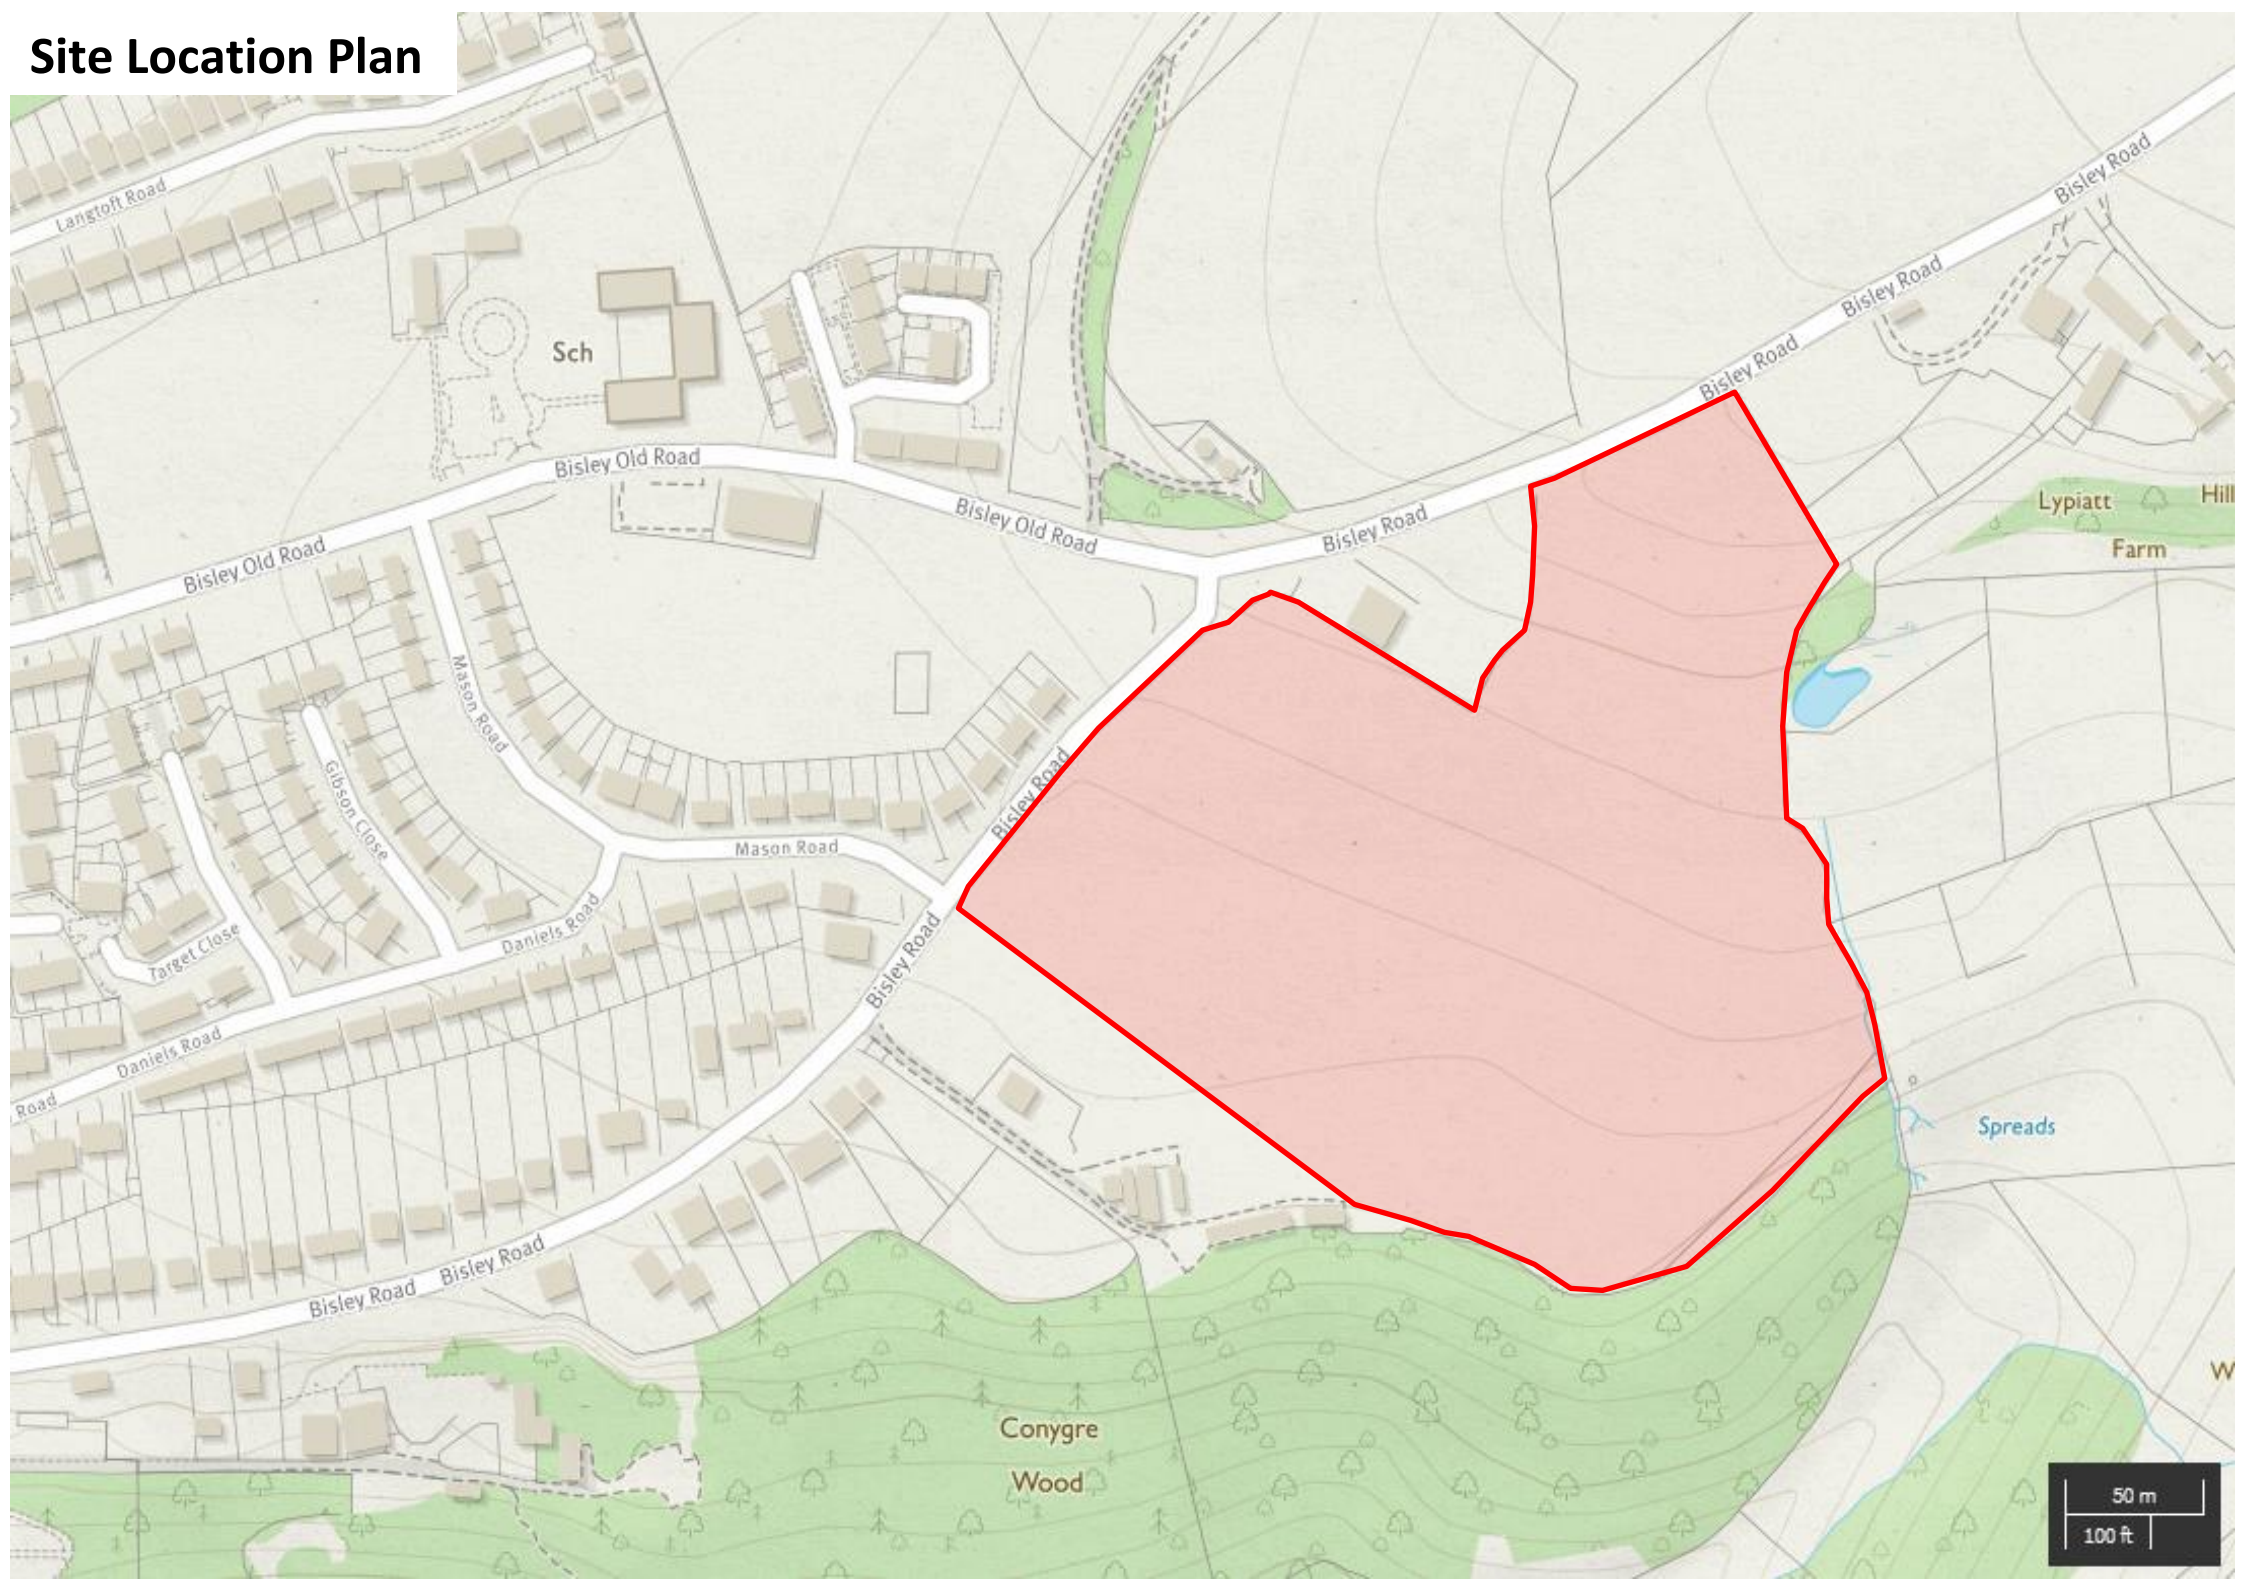 Site Location Plan
Bisley Road
Langtoft Road
Bisley Road
Sch
Bisley Road
Bisley Old Road
Lypiatt
Hill
Bisley Old Road
Bisley Road
Farm
Bisley Old Road
Mason Road
Gibson Close
Bisley Road
Mason Road
Daniels Road
Target Close
Bisley Road
Daniels Road
Road
Spreads
Bisley Road
Bisley Road
W
Conygre
Wood
50 m
100 ft